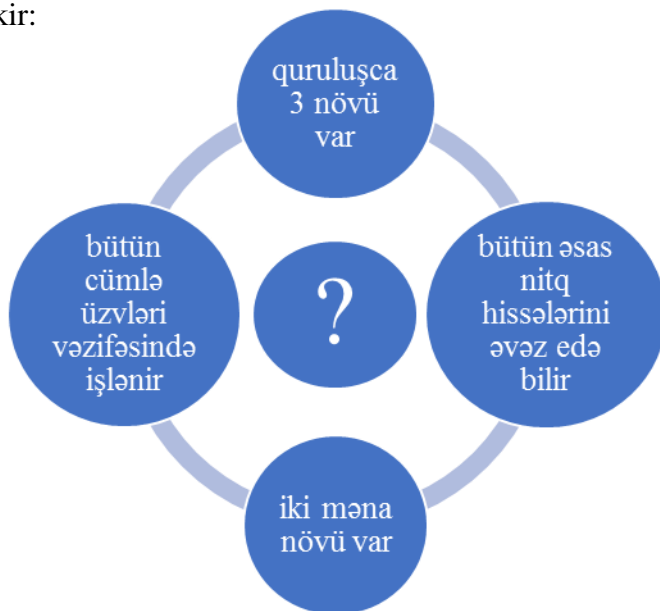 kir:
quruluşca
3 növü
var
bütün
cümlə
üzvləri
vəzifəsində
işlənir
?
bütün əsas
nitq
hissələrini
əvəz edə
bilir
iki məna
növü var